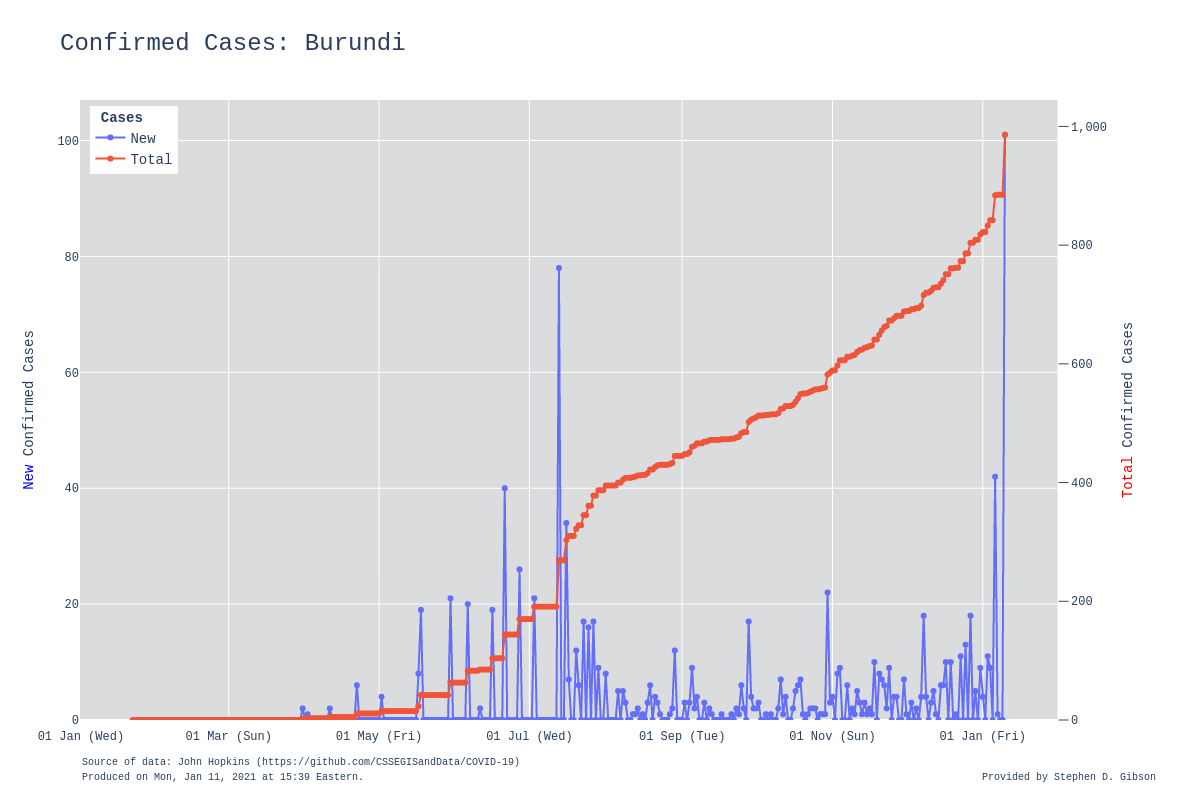 Confirmed Cases: Burundi
Cases
New
Total
100
80
60
40
20
0
New Confirmed Cases
1,000
800
600
400
200
0
Total Confirmed Cases
01 Jan (Wed)
01 Mar (Sun)
01 May (Fri)
01 Jul (Wed)
01 Sep (Tue)
01 Nov (Sun)
01 Jan (Fri)
Source of data: John Hopkins (https://github.com/CSSEGISandData/COVID-19)
Produced on Mon, Jan 11, 2021 at 15:39 Eastern.
Provided by Stephen D. Gibson